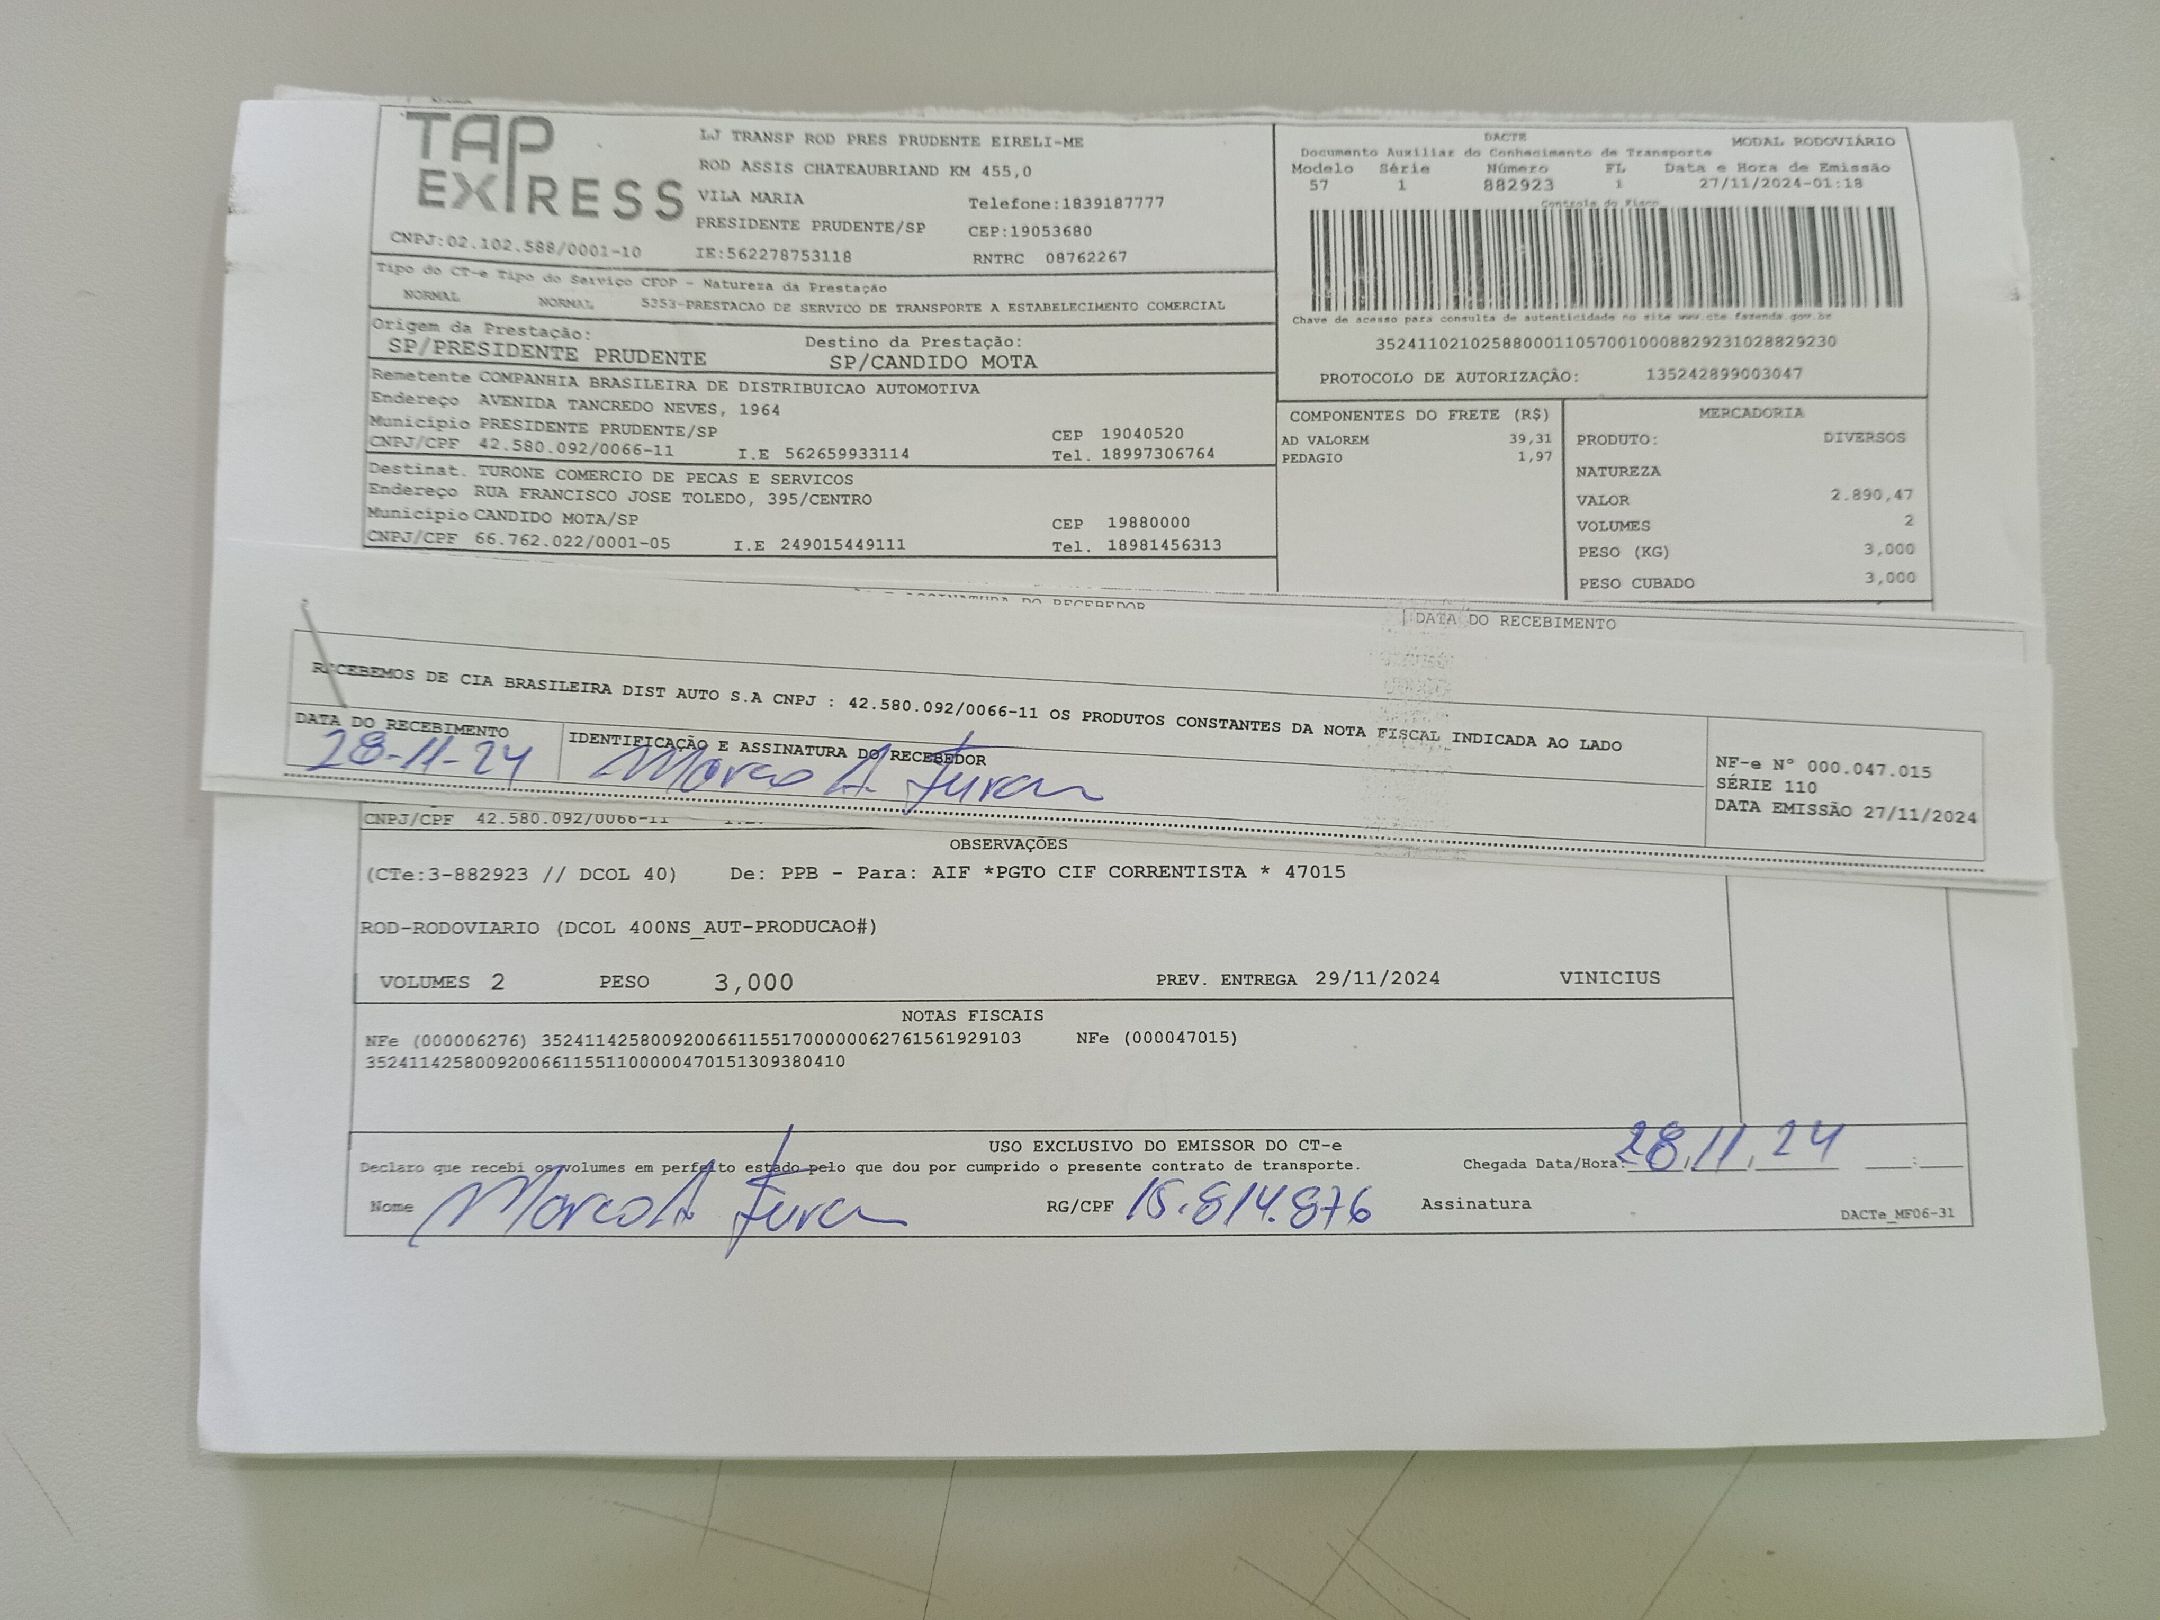 TAP EXPRESS
LJ TRANSP ROD PRES PRUDENTE EIRELI-ME
ROD ASSIS CHATEAUBRIAND KM 455,0
VILA MARIA Telefone:1839187777
PRESIDENTE PRUDENTE/SP CEP:19053680
CNPJ:02.102.588/0001-10 IE:562278753118 RNTRC 08762267
Tipo do CT-e Tipo do Serviço CFOP - Natureza da Prestação
NORMAL NORMAL 5353-PRESTACAO DE SERVICO DE TRANSPORTE A ESTABELECIMENTO COMERCIAL
Origem da Prestação: Destino da Prestação:
SP/PRESIDENTE PRUDENTE SP/CANDIDO MOTA
Remetente COMPANHIA BRASILEIRA DE DISTRIBUICAO AUTOMOTIVA
Endereço AVENIDA TANCREDO NEVES, 1964
Município PRESIDENTE PRUDENTE/SP CEP 19040520
CNPJ/CPF 42.580.092/0066-11 I.E 562659933114 Tel. 18997306764
Destinat. TURONE COMERCIO DE PECAS E SERVICOS
Endereço RUA FRANCISCO JOSE TOLEDO, 395/CENTRO
Município CANDIDO MOTA/SP CEP 19880000
CNPJ/CPF 66.762.022/0001-05 I.E 249015449111 Tel. 18981456313
DACTE MODAL RODOVIÁRIO
Documento Auxiliar do Conhecimento de Transporte
Modelo Série Número FL Data e Hora de Emissão
57 1 882923 1 27/11/2024-01:18
Controle do Fisco
Chave de acesso para consulta de autenticidade no site www.cte.fazenda.gov.br
35241102102588000110570010008829231028829230
PROTOCOLO DE AUTORIZAÇÃO: 135242899003047
COMPONENTES DO FRETE (R$)
AD VALOREM 39,31
PEDAGIO 1,97
MERCADORIA
PRODUTO: DIVERSOS
NATUREZA
VALOR 2.890,47
VOLUMES 2
PESO (KG) 3,000
PESO CUBADO 3,000
E ASSINATURA DO RECEBEDOR DATA DO RECEBIMENTO
RECEBEMOS DE CIA BRASILEIRA DIST AUTO S.A CNPJ : 42.580.092/0066-11 OS PRODUTOS CONSTANTES DA NOTA FISCAL INDICADA AO LADO
DATA DO RECEBIMENTO IDENTIFICAÇÃO E ASSINATURA DO RECEBEDOR
28-11-24 Marco A.
NF-e N° 000.047.015
SÉRIE 110
DATA EMISSÃO 27/11/2024
CNPJ/CPF 42.580.092/0066-11
OBSERVAÇÕES
(CTe:3-882923 // DCOL 40) De: PPB - Para: AIF *PGTO CIF CORRENTISTA * 47015
ROD-RODOVIARIO (DCOL 400NS_AUT-PRODUCAO#)
VOLUMES 2 PESO 3,000 PREV. ENTREGA 29/11/2024 VINICIUS
NOTAS FISCAIS
NFe (000006276) 35241142580092006611551700000062761561929103 NFe (000047015)
35241142580092006611551100000470151309380410
USO EXCLUSIVO DO EMISSOR DO CT-e
Declaro que recebi os volumes em perfeito estado pelo que dou por cumprido o presente contrato de transporte. Chegada Data/Hora: 28/11/24
Nome Marco A RG/CPF 15.814.876 Assinatura
DACTe_MF06-31